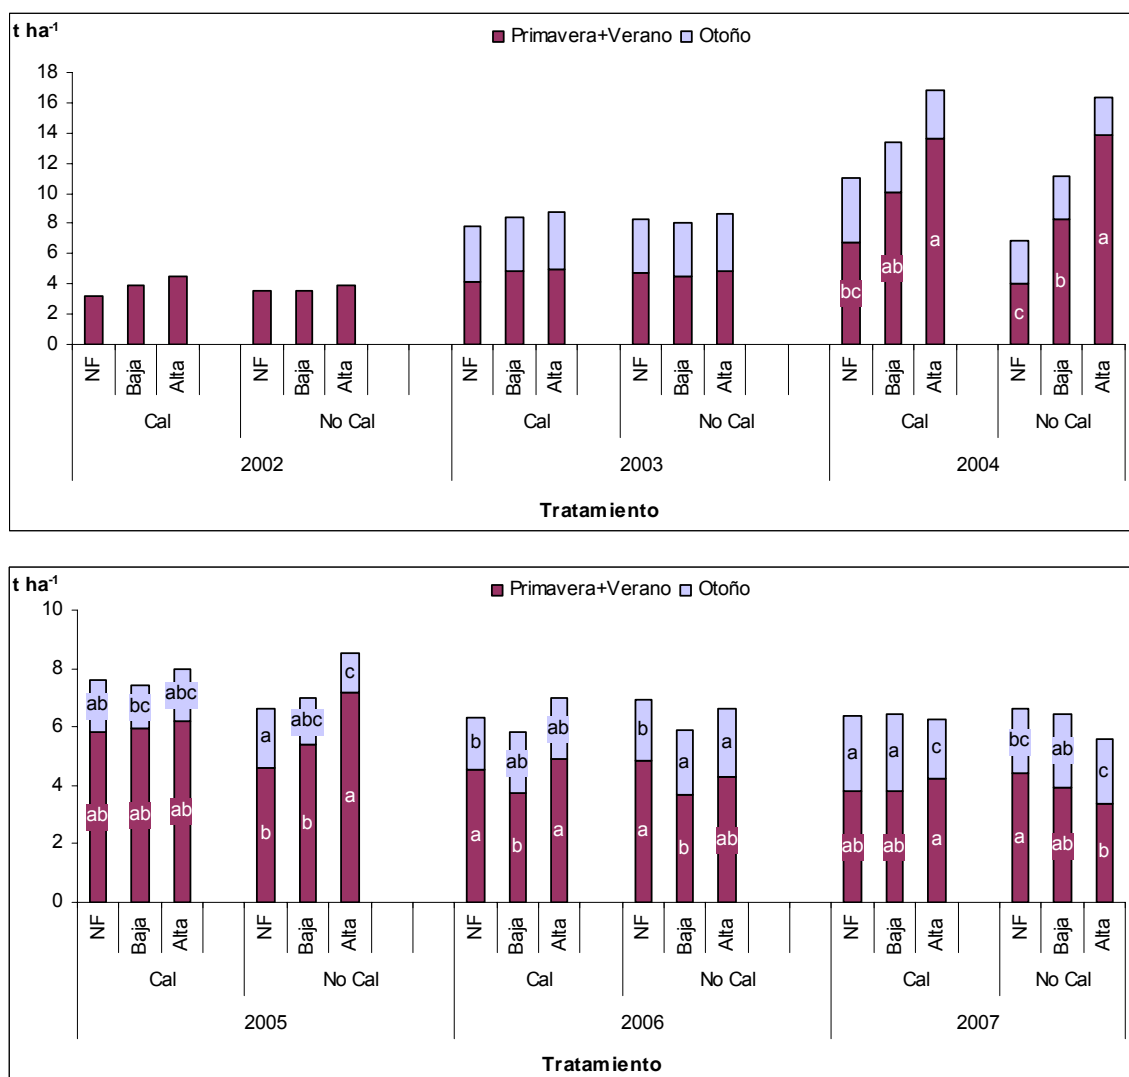 t ha-1
Primavera+Verano Otoño
18
16
14
12
10
8
6
4
2
0
a a
ab b
bc c
NF Baja Alta NF Baja Alta NF Baja Alta NF Baja Alta NF Baja Alta NF Baja Alta
Cal No Cal Cal No Cal Cal No Cal
2002 2003 2004
Tratamiento
t ha-1
Primavera+Verano Otoño
10
8
6
4
2
0
ab bc abc a abc c b ab ab b a a a a c bc ab c
ab ab ab b b a a b a a b ab ab ab a a ab b
NF Baja Alta NF Baja Alta NF Baja Alta NF Baja Alta NF Baja Alta NF Baja Alta
Cal No Cal Cal No Cal Cal No Cal
2005 2006 2007
Tratamiento